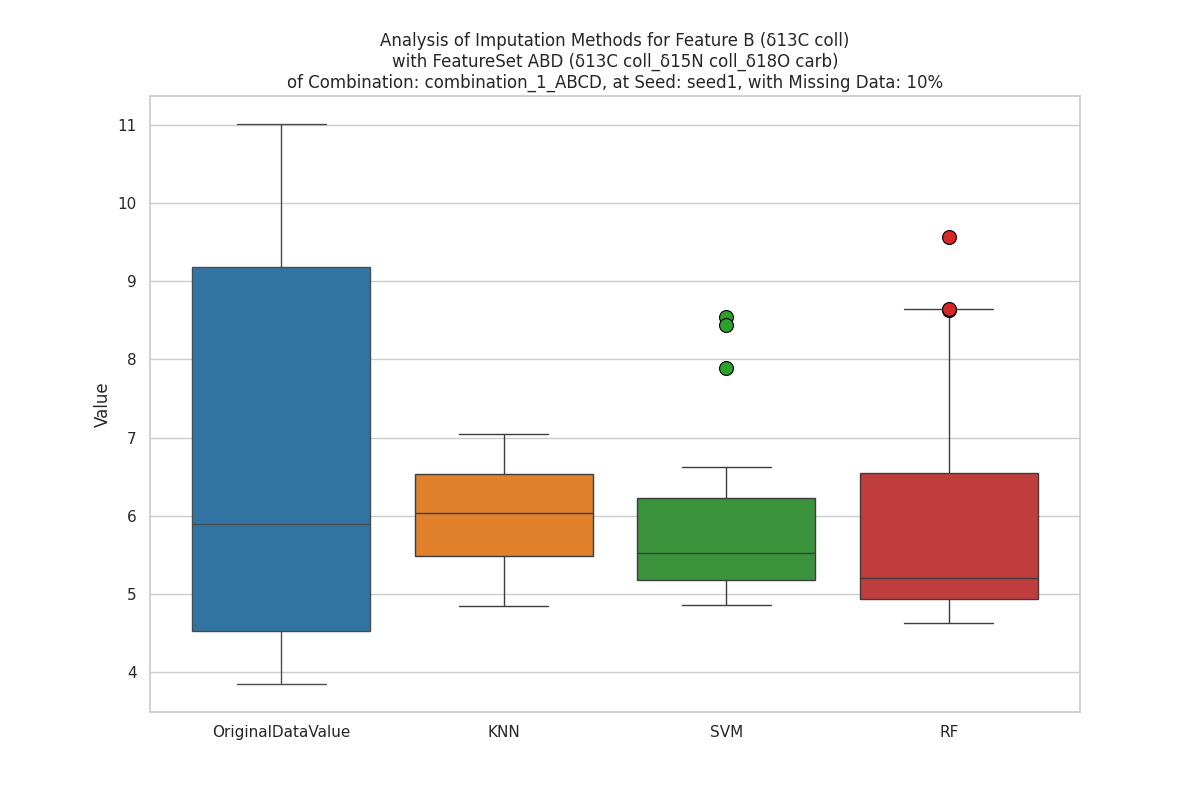 Analysis of Imputation Methods for Feature B (δ13C coll)
with FeatureSet ABD (δ13C coll_δ15N coll_δ18O carb)
of Combination: combination_1_ABCD, at Seed: seed1, with Missing Data: 10%
11
10
9
8
7
6
5
4
Value
OriginalDataValue
KNN
SVM
RF